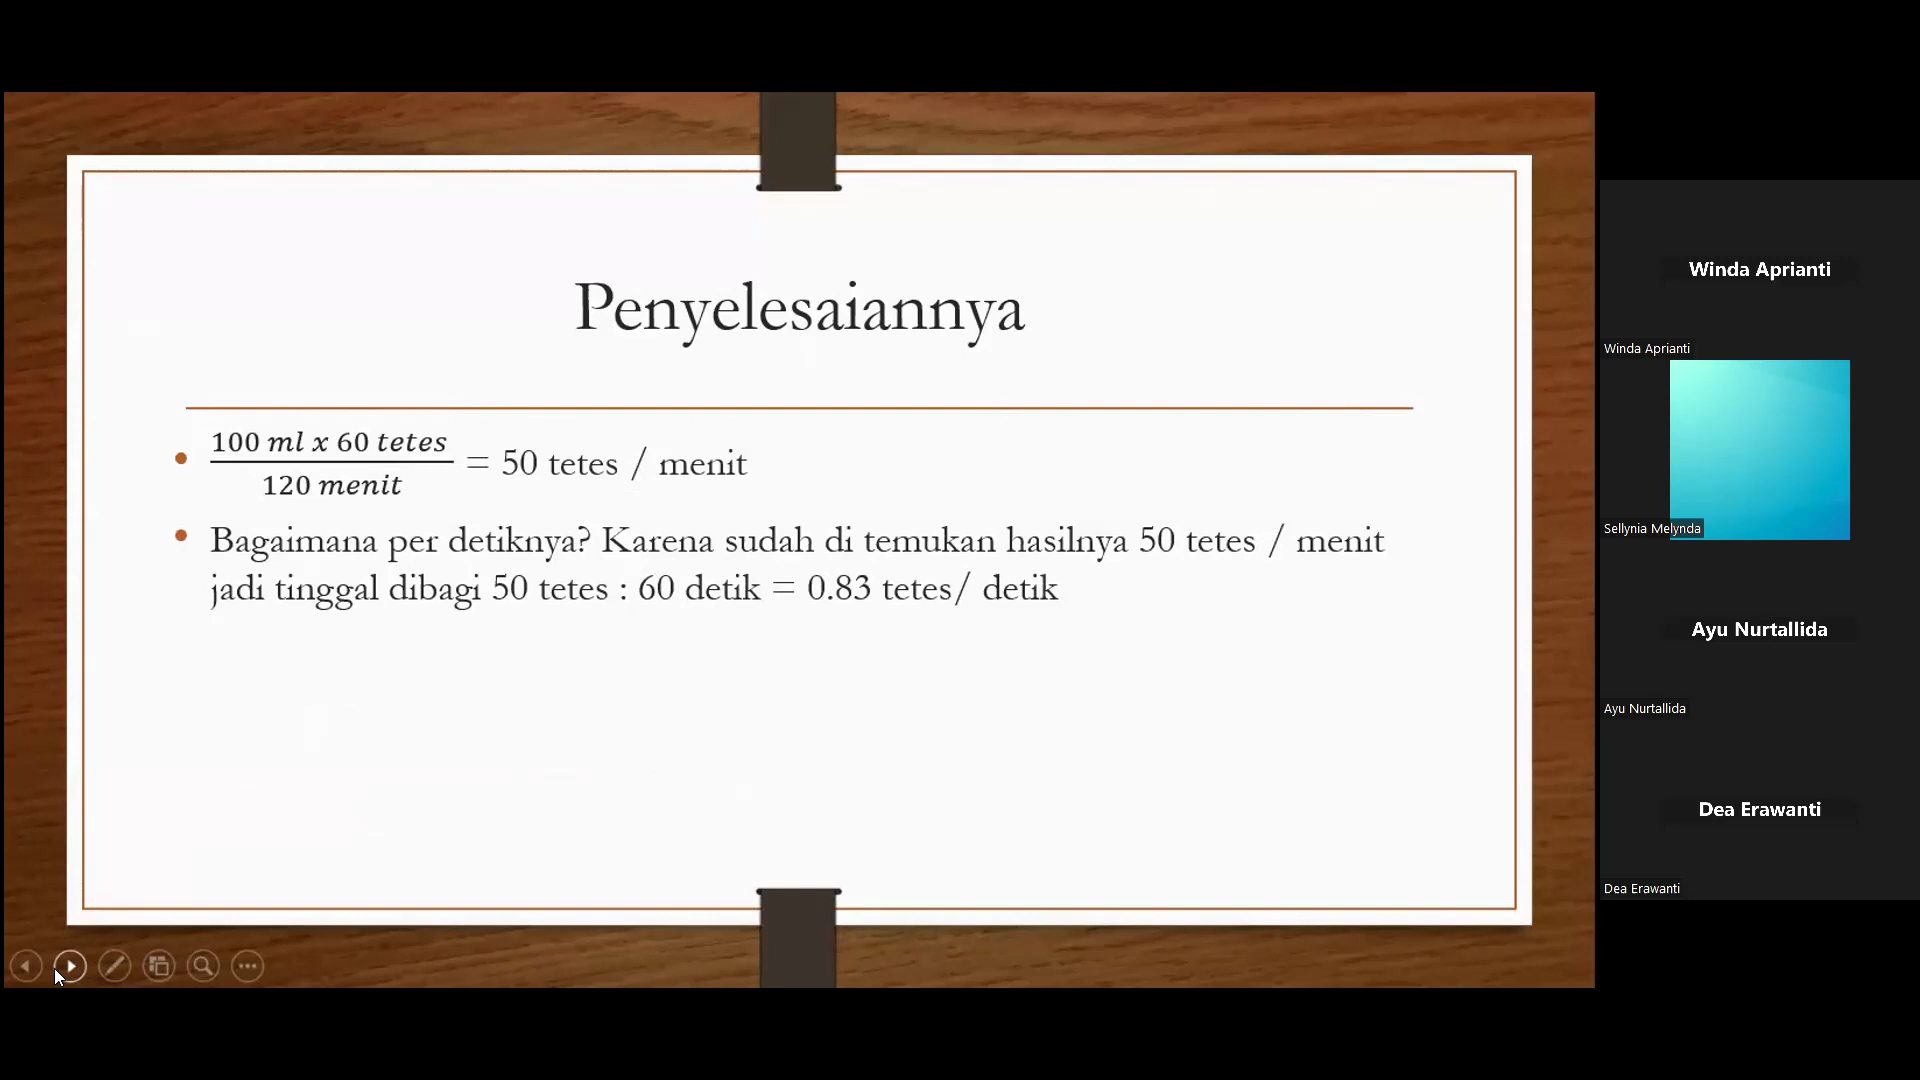 Penyelesaiannya
100 ml x 60 tetes
120 menit
= 50 tetes / menit
Bagaimana per detiknya? Karena sudah di temukan hasilnya 50 tetes / menit
jadi tinggal dibagi 50 tetes : 60 detik = 0.83 tetes/ detik
Winda Aprianti
Winda Aprianti
Sellynia Melynda
Ayu Nurtallida
Ayu Nurtallida
Dea Erawanti
Dea Erawanti